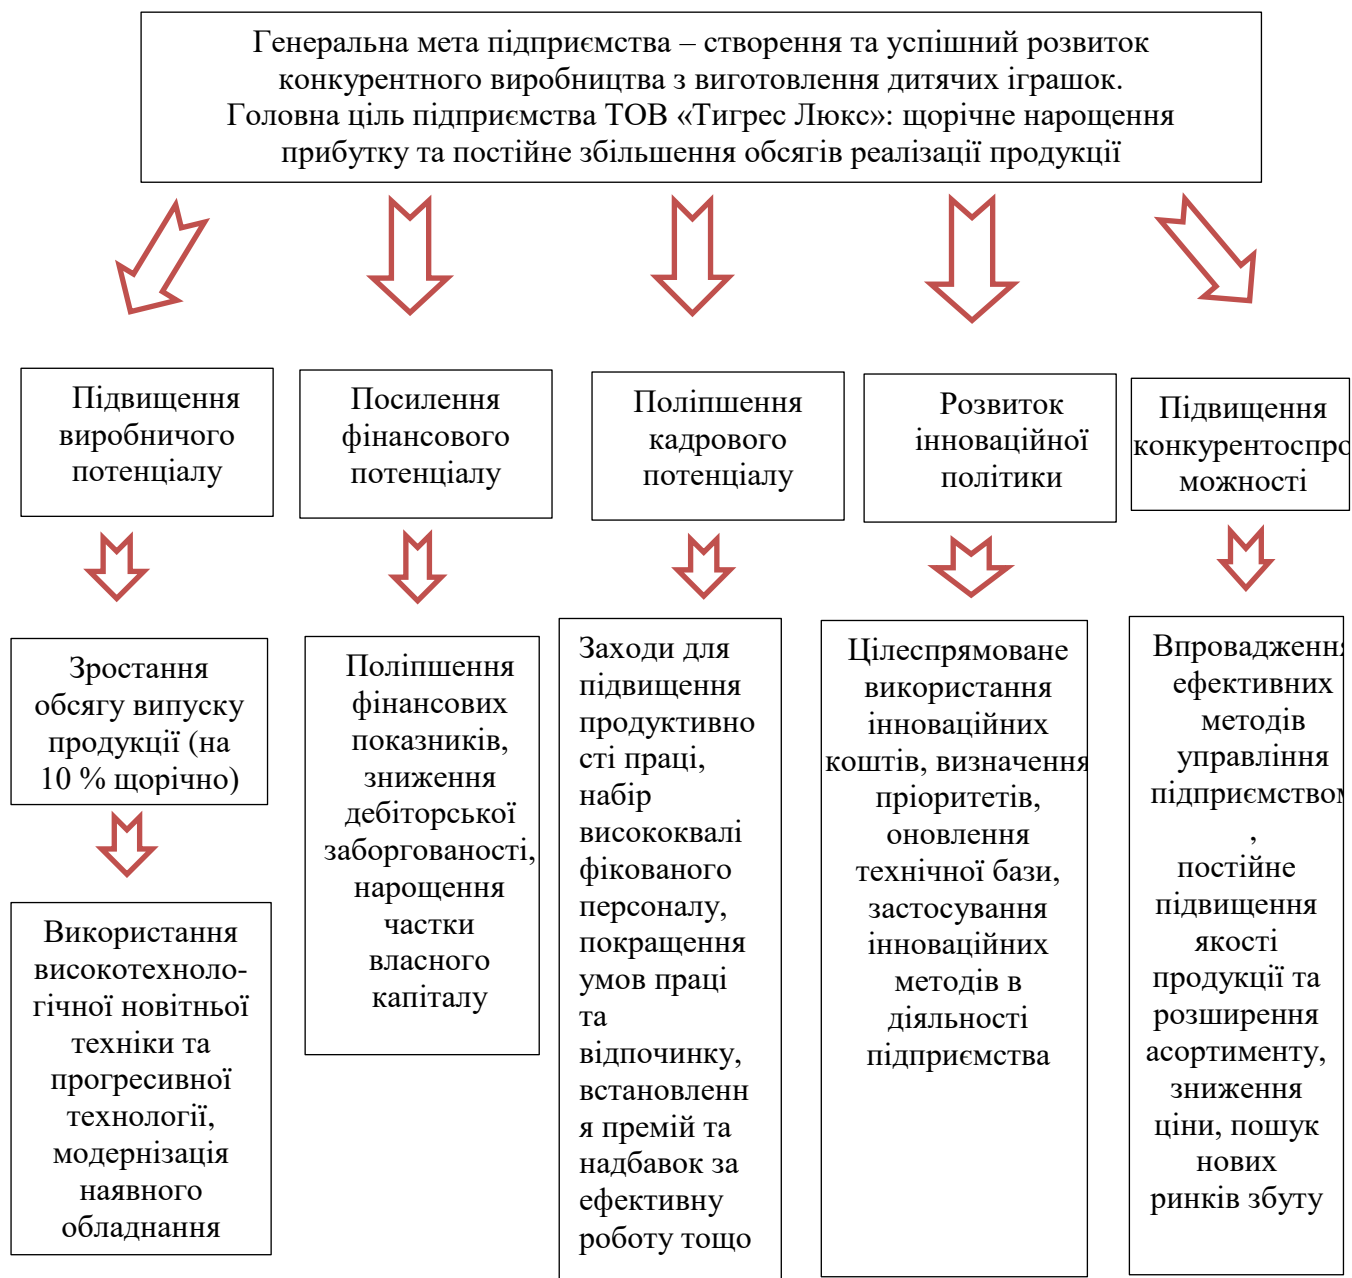 Генеральна мета підприємства – створення та успішний розвиток
конкурентного виробництва з виготовлення дитячих іграшок.
Головна ціль підприємства ТОВ «Тигрес Люкс»: щорічне нарощення
прибутку та постійне збільшення обсягів реалізації продукції
Підвищення
виробничого
потенціалу
Посилення
фінансового
потенціалу
Поліпшення
кадрового
потенціалу
Розвиток
інноваційної
політики
Підвищення
конкурентоспро
можності
Зростання
обсягу випуску
продукції (на
10 % щорічно)
Використання
високотехноло-
гічної новітньої
техніки та
прогресивної
технології,
модернізація
наявного
обладнання
Поліпшення
фінансових
показників,
зниження
дебіторської
заборгованості,
нарощення
частки
власного
капіталу
Заходи для
підвищення
продуктивно
сті праці,
набір
висококвалі
фікованого
персоналу,
покращення
умов праці
та
відпочинку,
встановленн
я премій та
надбавок за
ефективну
роботу тощо
Цілеспрямоване
використання
інноваційних
коштів, визначення
пріоритетів,
оновлення
технічної бази,
застосування
інноваційних
методів в
діяльності
підприємства
Впровадження
ефективних
методів
управління
підприємством
,
постійне
підвищення
якості
продукції та
розширення
асортименту,
зниження
ціни, пошук
нових
ринків збуту